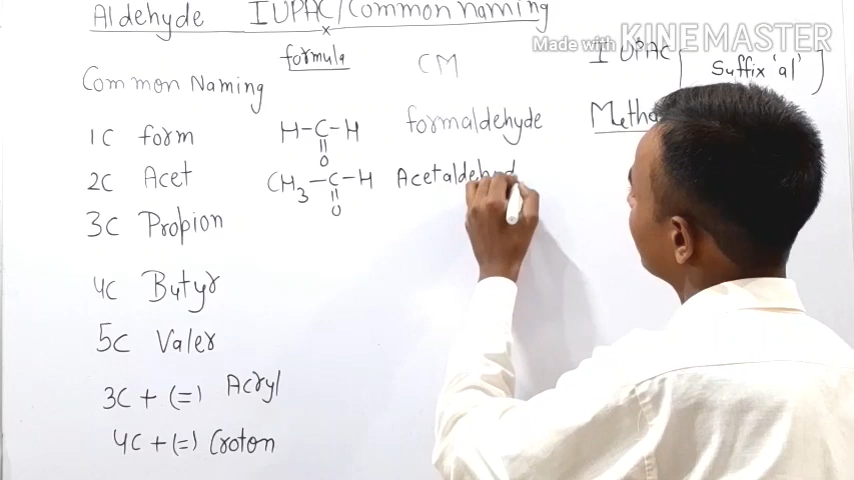 Aldehyde IUPAC/Common naming
Made with KINEMASTER
formula CM IUPAC [Suffix 'al']
Common Naming
1C form H-C-H formaldehyde
O
2C Acet CH3-C-H
O
3C Propion
4C Butyr
5C Valer
3C + (=) Acryl
4C + (=) Croton